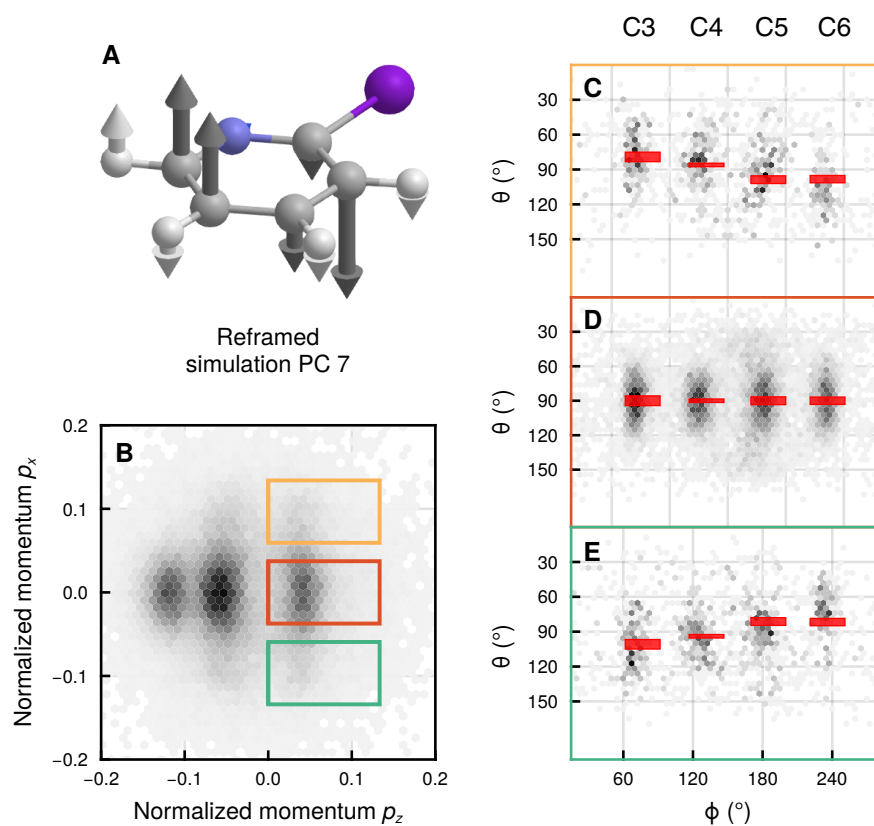 A
Reframed
simulation PC 7
B
0.2
0.1
0.0
−0.1
−0.2
−0.2
−0.1
0.0
0.1
0.2
Normalized momentum px
Normalized momentum pz
C3 C4 C5 C6
C
30
60
90
120
150
θ (°)
D
30
60
90
120
150
θ (°)
E
30
60
90
120
150
θ (°)
60 120 180 240
ϕ (°)